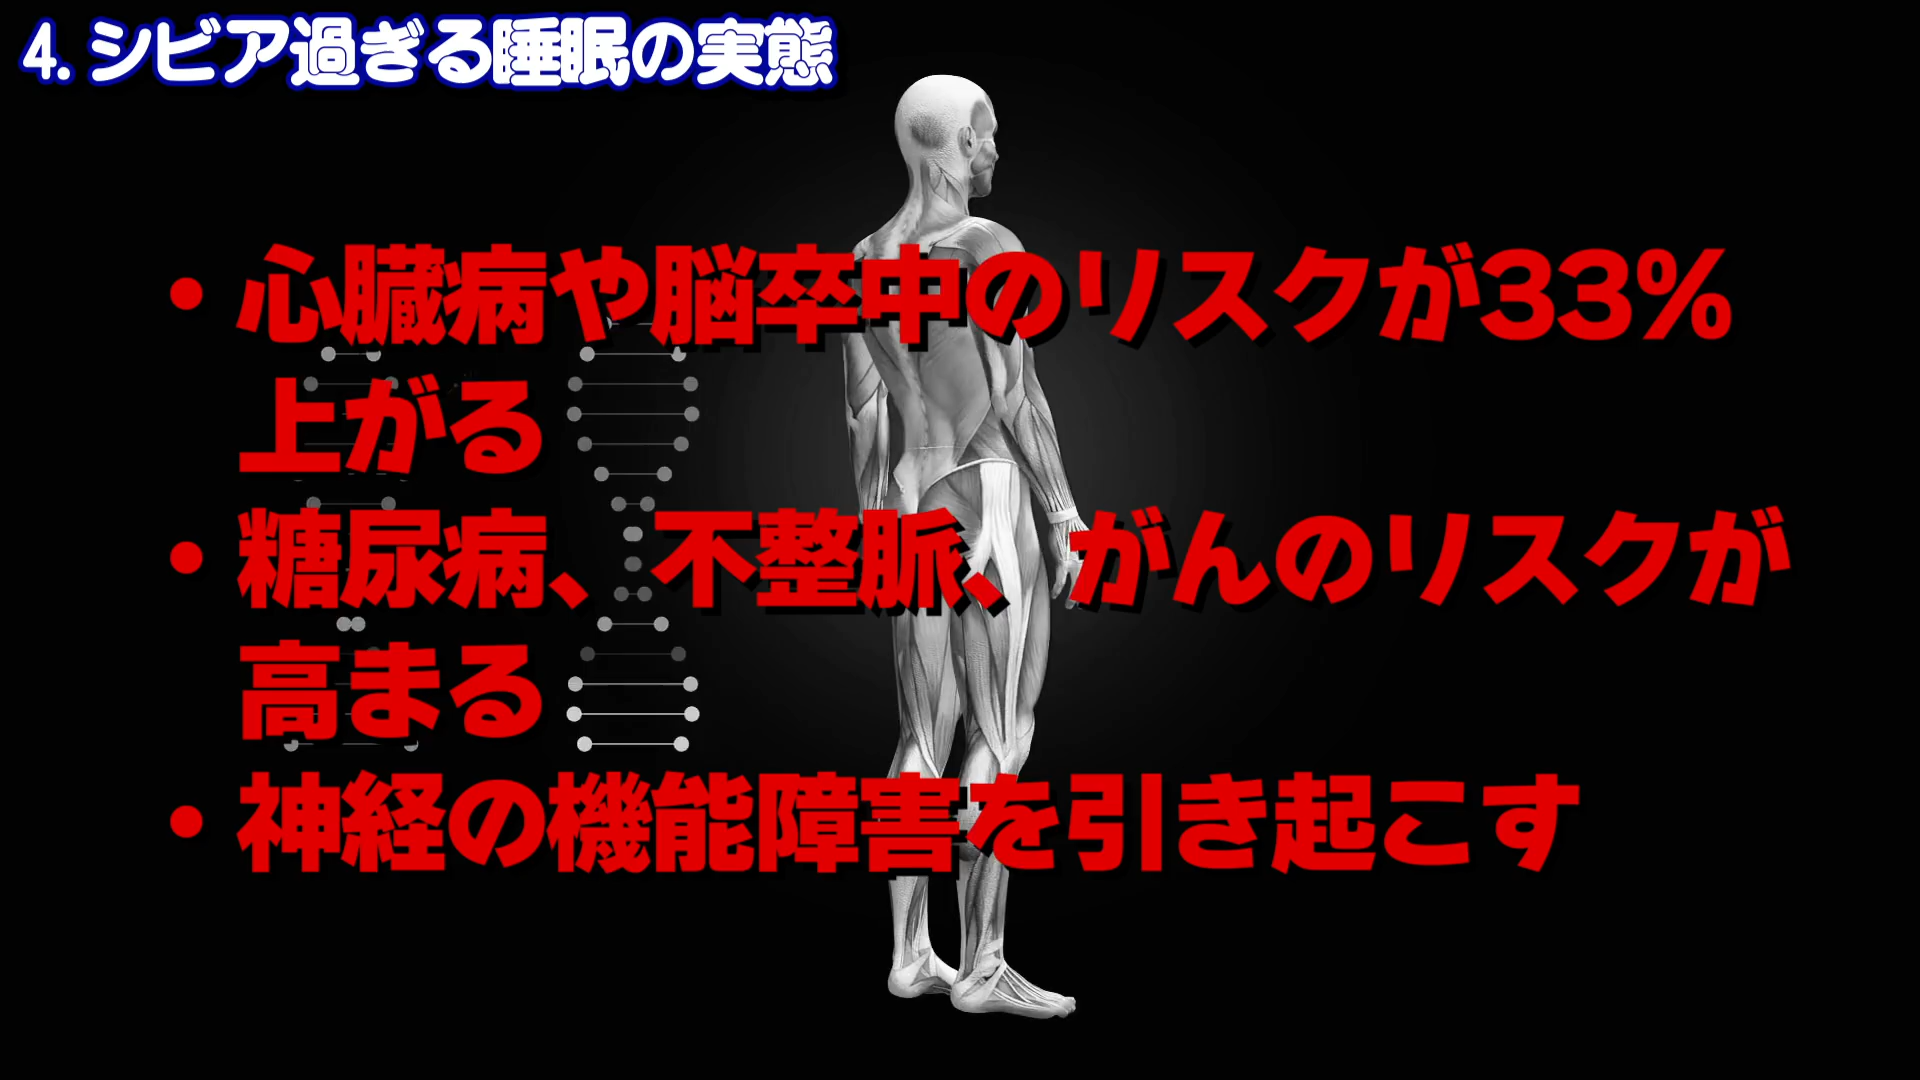 4. シビア過ぎる睡眠の実態
・心臓病や脳卒中のリスクが33%
上がる
・糖尿病、不整脈、がんのリスクが
高まる
・神経の機能障害を引き起こす